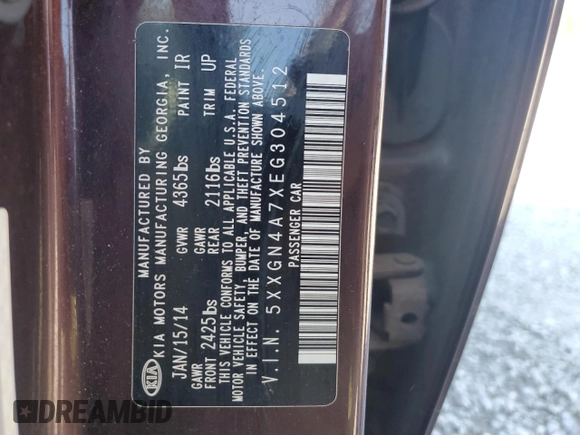 KIA
MANUFACTURED BY
KIA MOTORS MANUFACTURING GEORGIA, INC.
JAN/15/14 GVWR 4365lbs PAINT IR
GAWR FRONT 2425lbs GAWR REAR 2116lbs TRIM UP
THIS VEHICLE CONFORMS TO ALL APPLICABLE U.S.A. FEDERAL
MOTOR VEHICLE SAFETY, BUMPER, AND THEFT PREVENTION STANDARDS
IN EFFECT ON THE DATE OF MANUFACTURE SHOWN ABOVE.
V.I.N. 5XXGN4A7XEG304512
PASSENGER CAR
DREAMBID